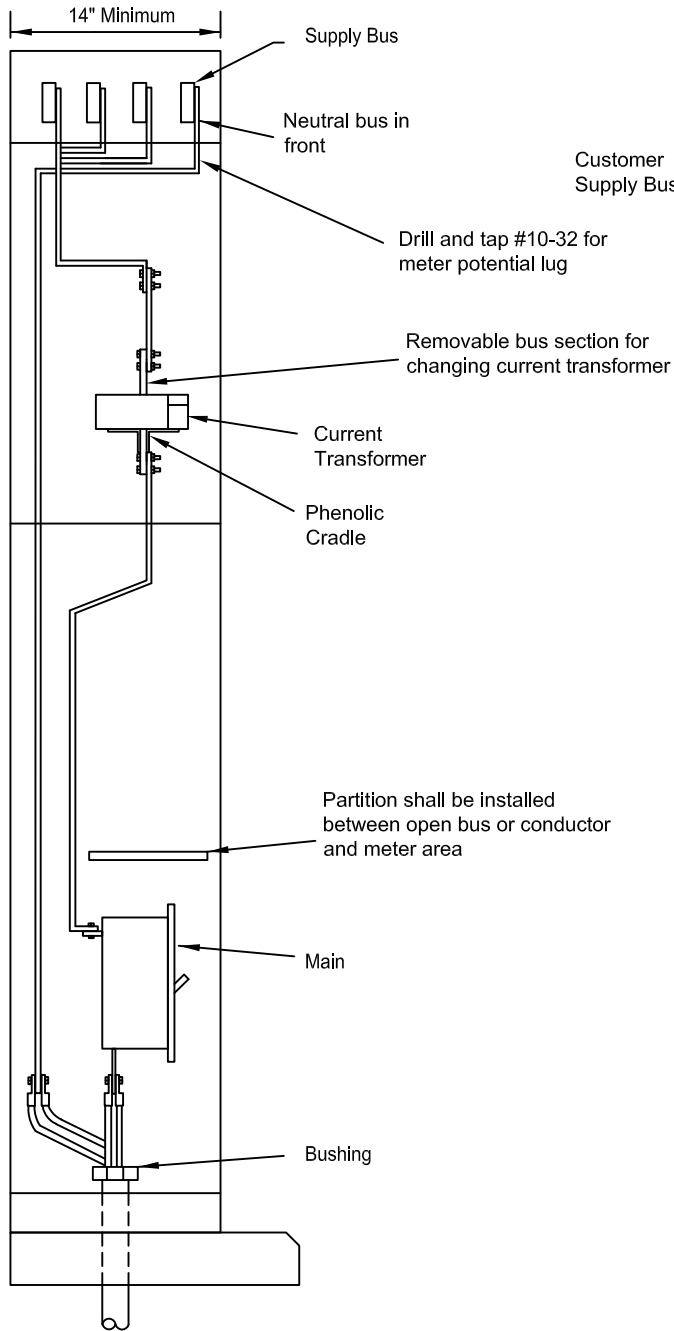 14" Minimum
Supply Bus
Neutral bus in
front
Customer
Supply Bus
Drill and tap #10-32 for
meter potential lug
Removable bus section for
changing current transformer
Current
Transformer
Phenolic
Cradle
Partition shall be installed
between open bus or conductor
and meter area
Main
Bushing